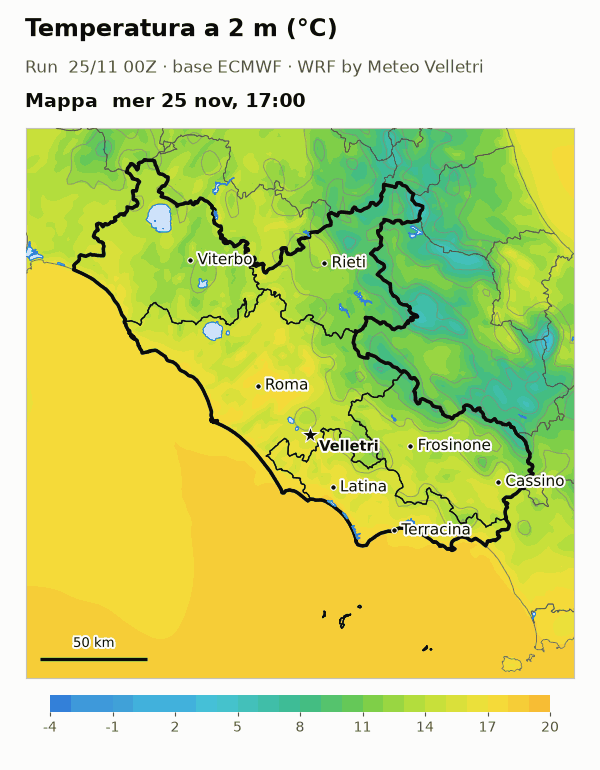 Temperatura a 2 m (°C)
Run  25/11 00Z · base ECMWF · WRF by Meteo Velletri
Mappa  mer 25 nov, 17:00
Viterbo
Rieti
Roma
Velletri
Frosinone
Cassino
Latina
Terracina
50 km
-4 -1 2 5 8 11 14 17 20